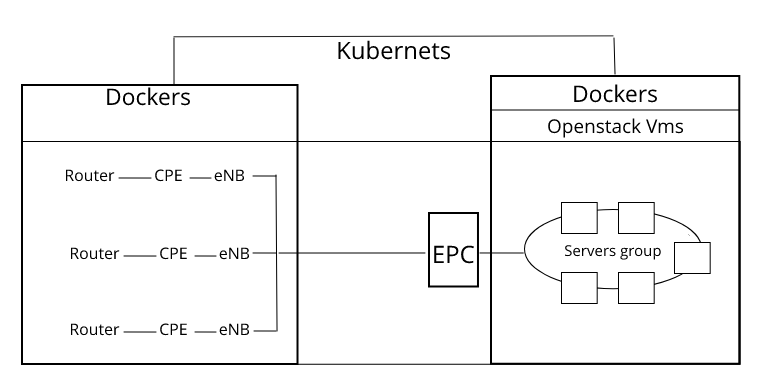 Kubernets
Dockers
Dockers
Openstack Vms
Router CPE eNB
Router CPE eNB
EPC
Servers group
Router CPE eNB